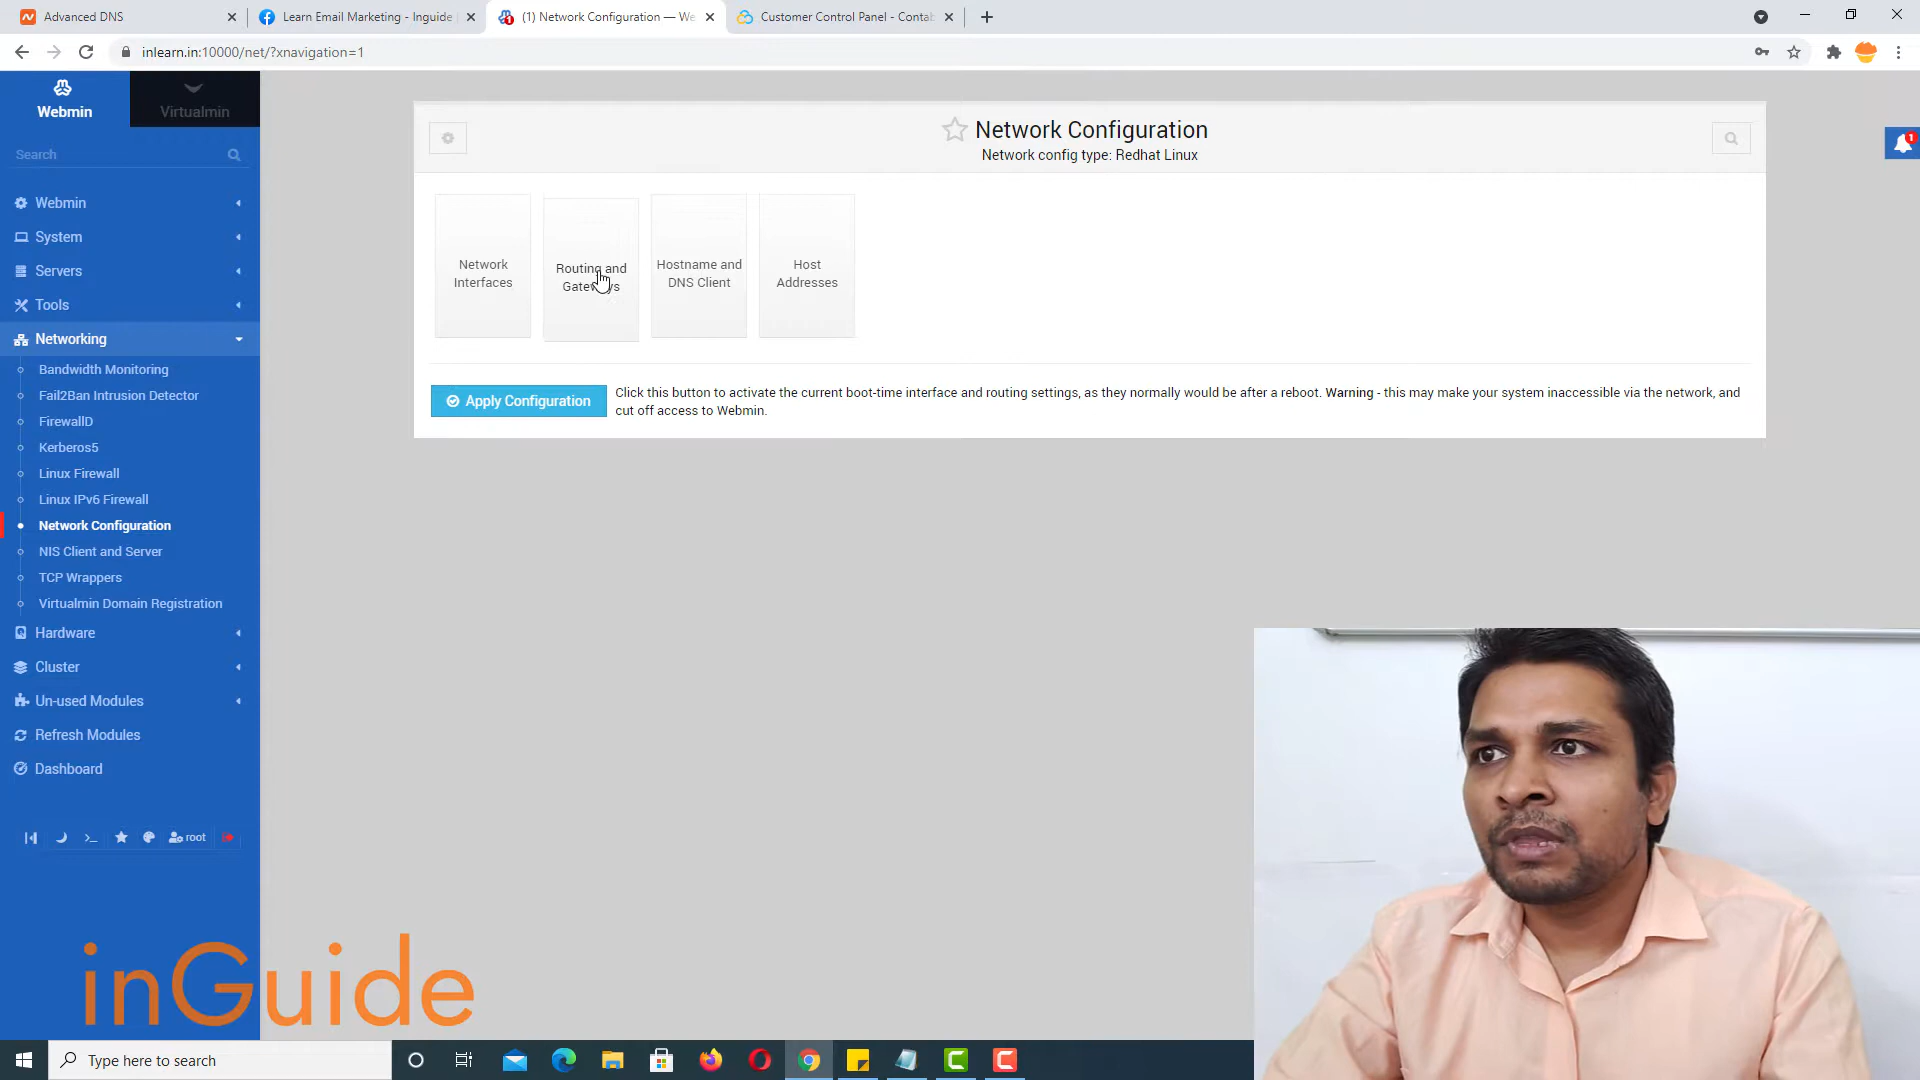 Advanced DNS
Learn Email Marketing - Inguide
(1) Network Configuration — We
Customer Control Panel - Contab
inlearn.in:10000/net/?xnavigation=1
Webmin
Virtualmin
Search
Webmin
System
Servers
Tools
Networking
Bandwidth Monitoring
Fail2Ban Intrusion Detector
FirewallD
Kerberos5
Linux Firewall
Linux IPv6 Firewall
Network Configuration
NIS Client and Server
TCP Wrappers
Virtualmin Domain Registration
Hardware
Cluster
Un-used Modules
Refresh Modules
Dashboard
root
Network Configuration
Network config type: Redhat Linux
1
Network
Interfaces
Routing and
Gateways
Hostname and
DNS Client
Host
Addresses
Apply Configuration
Click this button to activate the current boot-time interface and routing settings, as they normally would be after a reboot. Warning - this may make your system inaccessible via the network, and
cut off access to Webmin.
inGuide
Type here to search